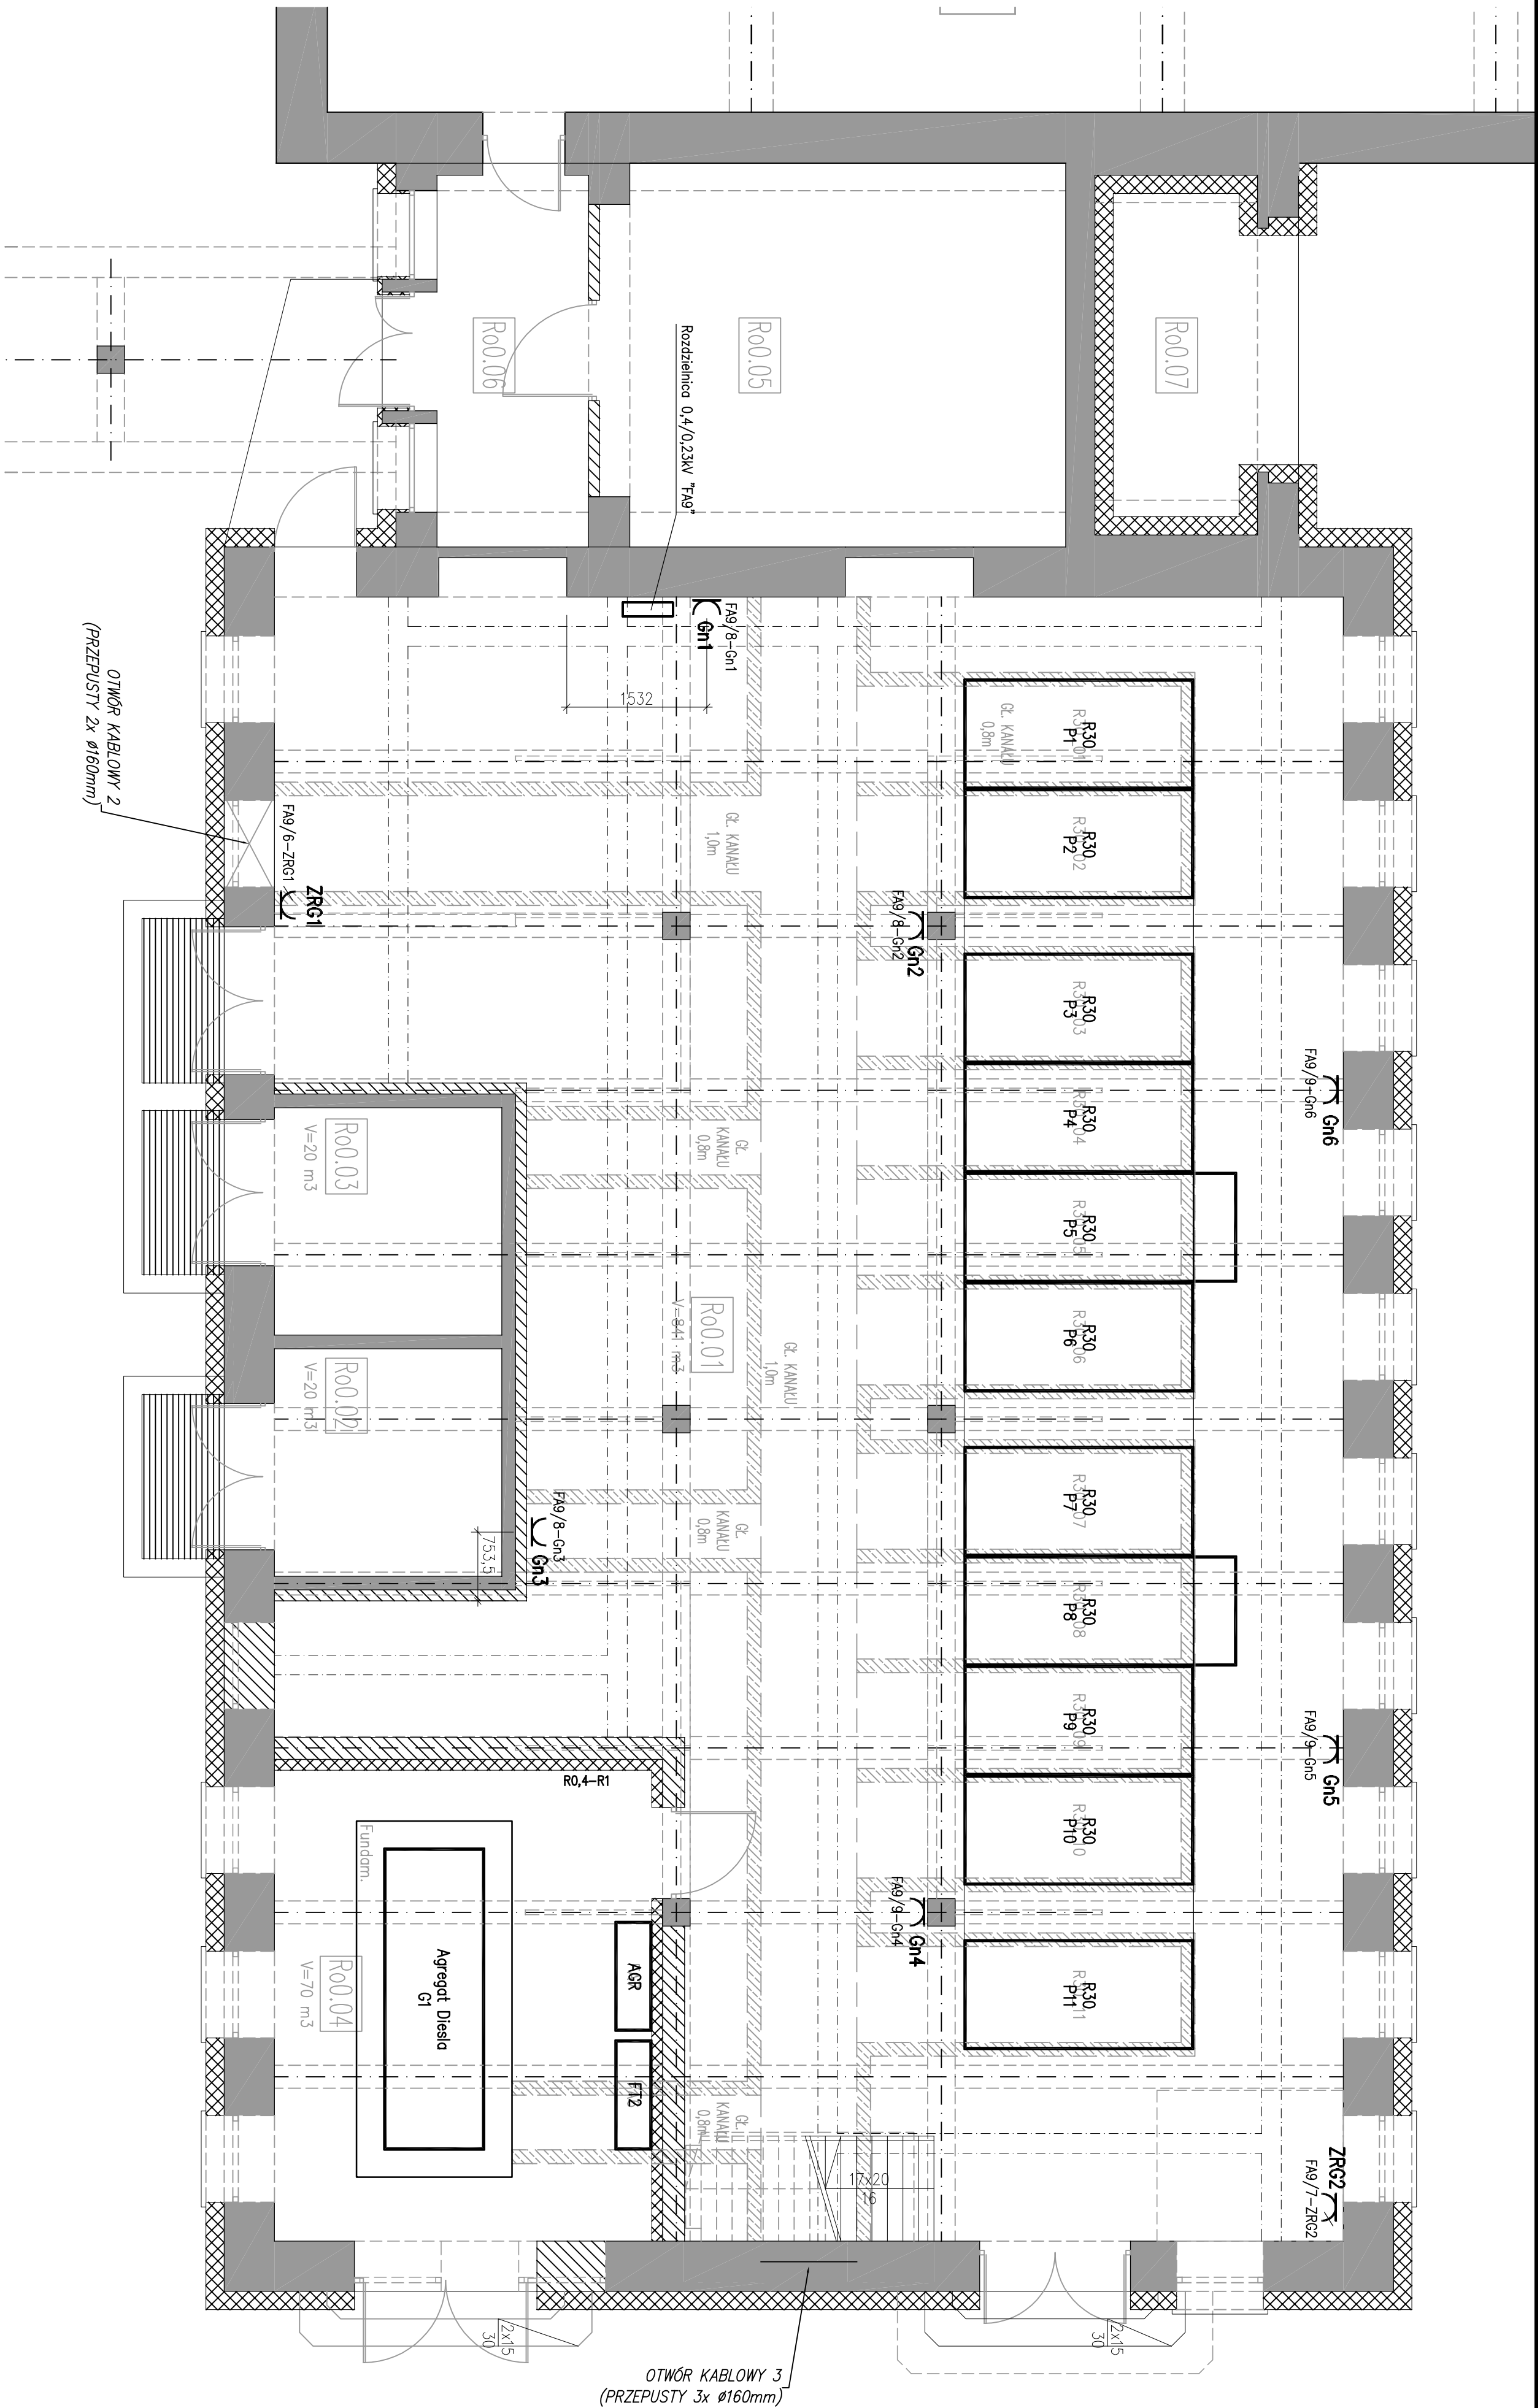 Ro0.07
Ro0.05
Ro0.06
Rozdzielnica 0,4/0,23kV "FA9"
FA9/8-Gn1
Gn1
1532
OTWÓR KABLOWY 2
(PRZEPUSTY 2x ø160mm)
FA9/6-ZRG1
ZRG1
GŁ. KANAŁU
0,8m
GŁ. KANAŁU
1,0m
R30
P1
R30
P2
FA9/8-Gn2
Gn2
R30
P3
R30
P4
R30
P5
R30
P6
FA9/9-Gn6
Gn6
Ro0.03
V=20 m3
GŁ.
KANAŁU
0,8m
Ro0.01
V=841 m3
GŁ. KANAŁU
1,0m
Ro0.02
V=20 m3
R30
P7
R30
P8
R30
P9
R30
P10
R30
P11
FA9/8-Gn3
Gn3
753,5
GŁ.
KANAŁU
0,8m
FA9/9-Gn5
Gn5
R0,4-R1
Fundam.
Agregat Diesla
G1
AGR
FT2
Ro0.04
V=70 m3
FA9/9-Gn4
Gn4
GŁ.
KANAŁU
0,8m
17x20
16
ZRG2
FA9/7-ZRG2
2x15
30
2x15
30
OTWÓR KABLOWY 3
(PRZEPUSTY 3x ø160mm)